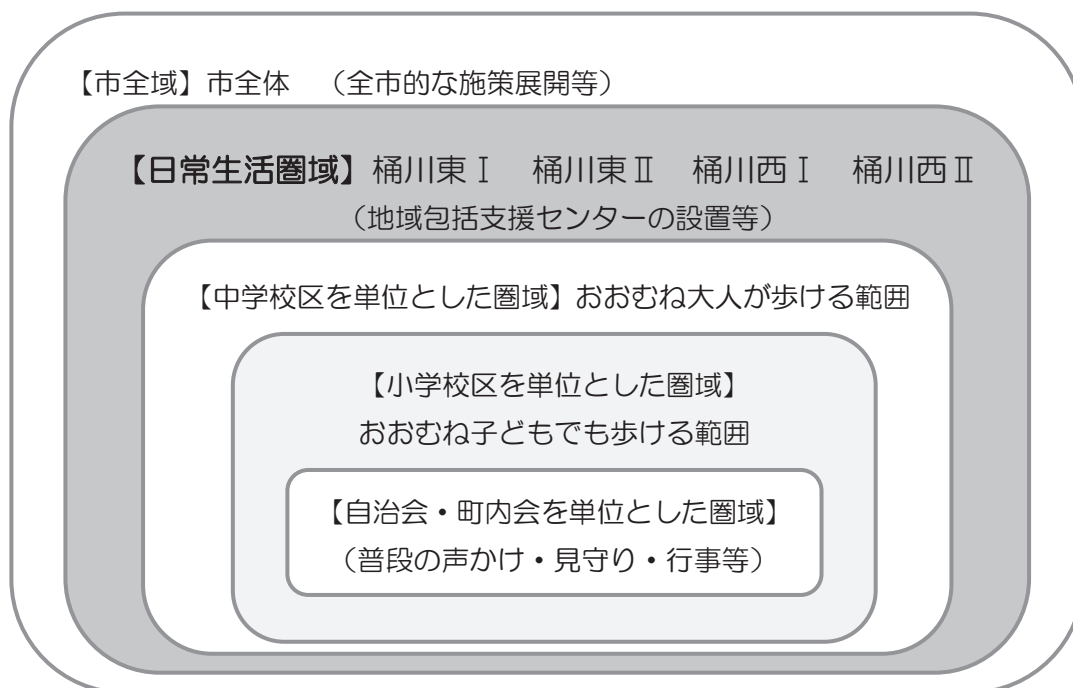 【市全域】市全体　（全市的な施策展開等）
【日常生活圏域】桶川東Ⅰ　桶川東Ⅱ　桶川西Ⅰ　桶川西Ⅱ
（地域包括支援センターの設置等）
【中学校区を単位とした圏域】おおむね大人が歩ける範囲
【小学校区を単位とした圏域】
おおむね子どもでも歩ける範囲
【自治会・町内会を単位とした圏域】
（普段の声かけ・見守り・行事等）